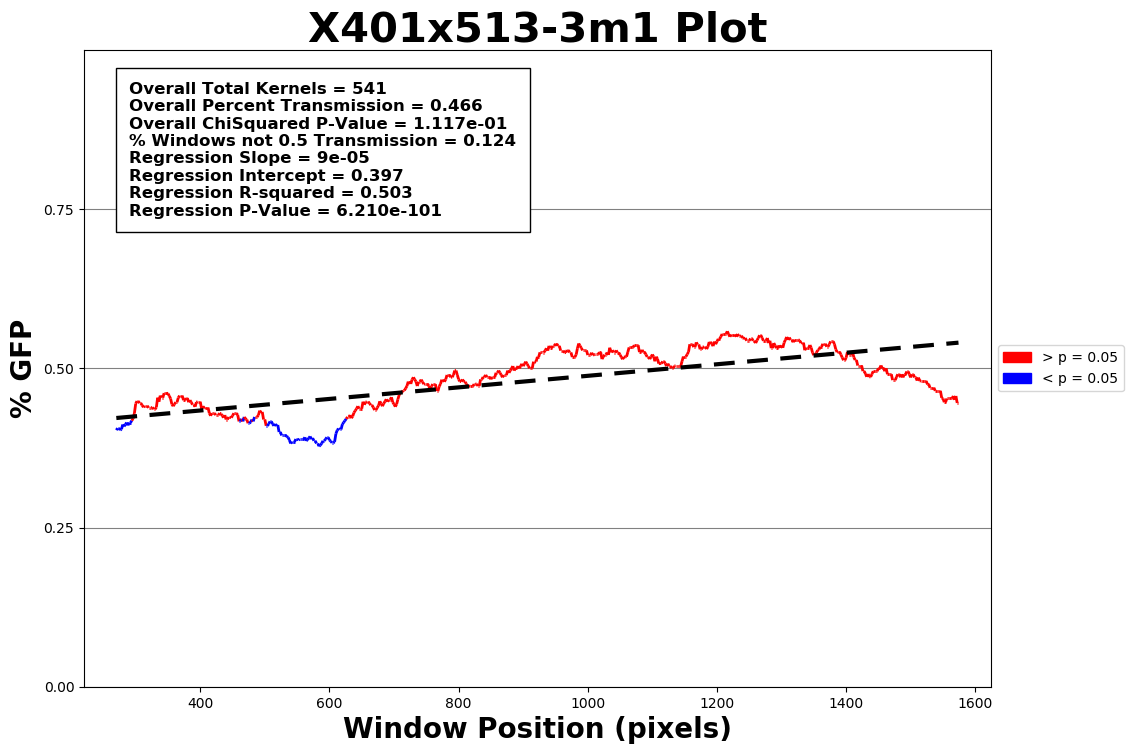 X401x513-3m1 Plot
Overall Total Kernels = 541
Overall Percent Transmission = 0.466
Overall ChiSquared P-Value = 1.117e-01
% Windows not 0.5 Transmission = 0.124
Regression Slope = 9e-05
Regression Intercept = 0.397
Regression R-squared = 0.503
Regression P-Value = 6.210e-101
0.75
0.50
0.25
0.00
% GFP
> p = 0.05
< p = 0.05
400 600 800 1000 1200 1400 1600
Window Position (pixels)